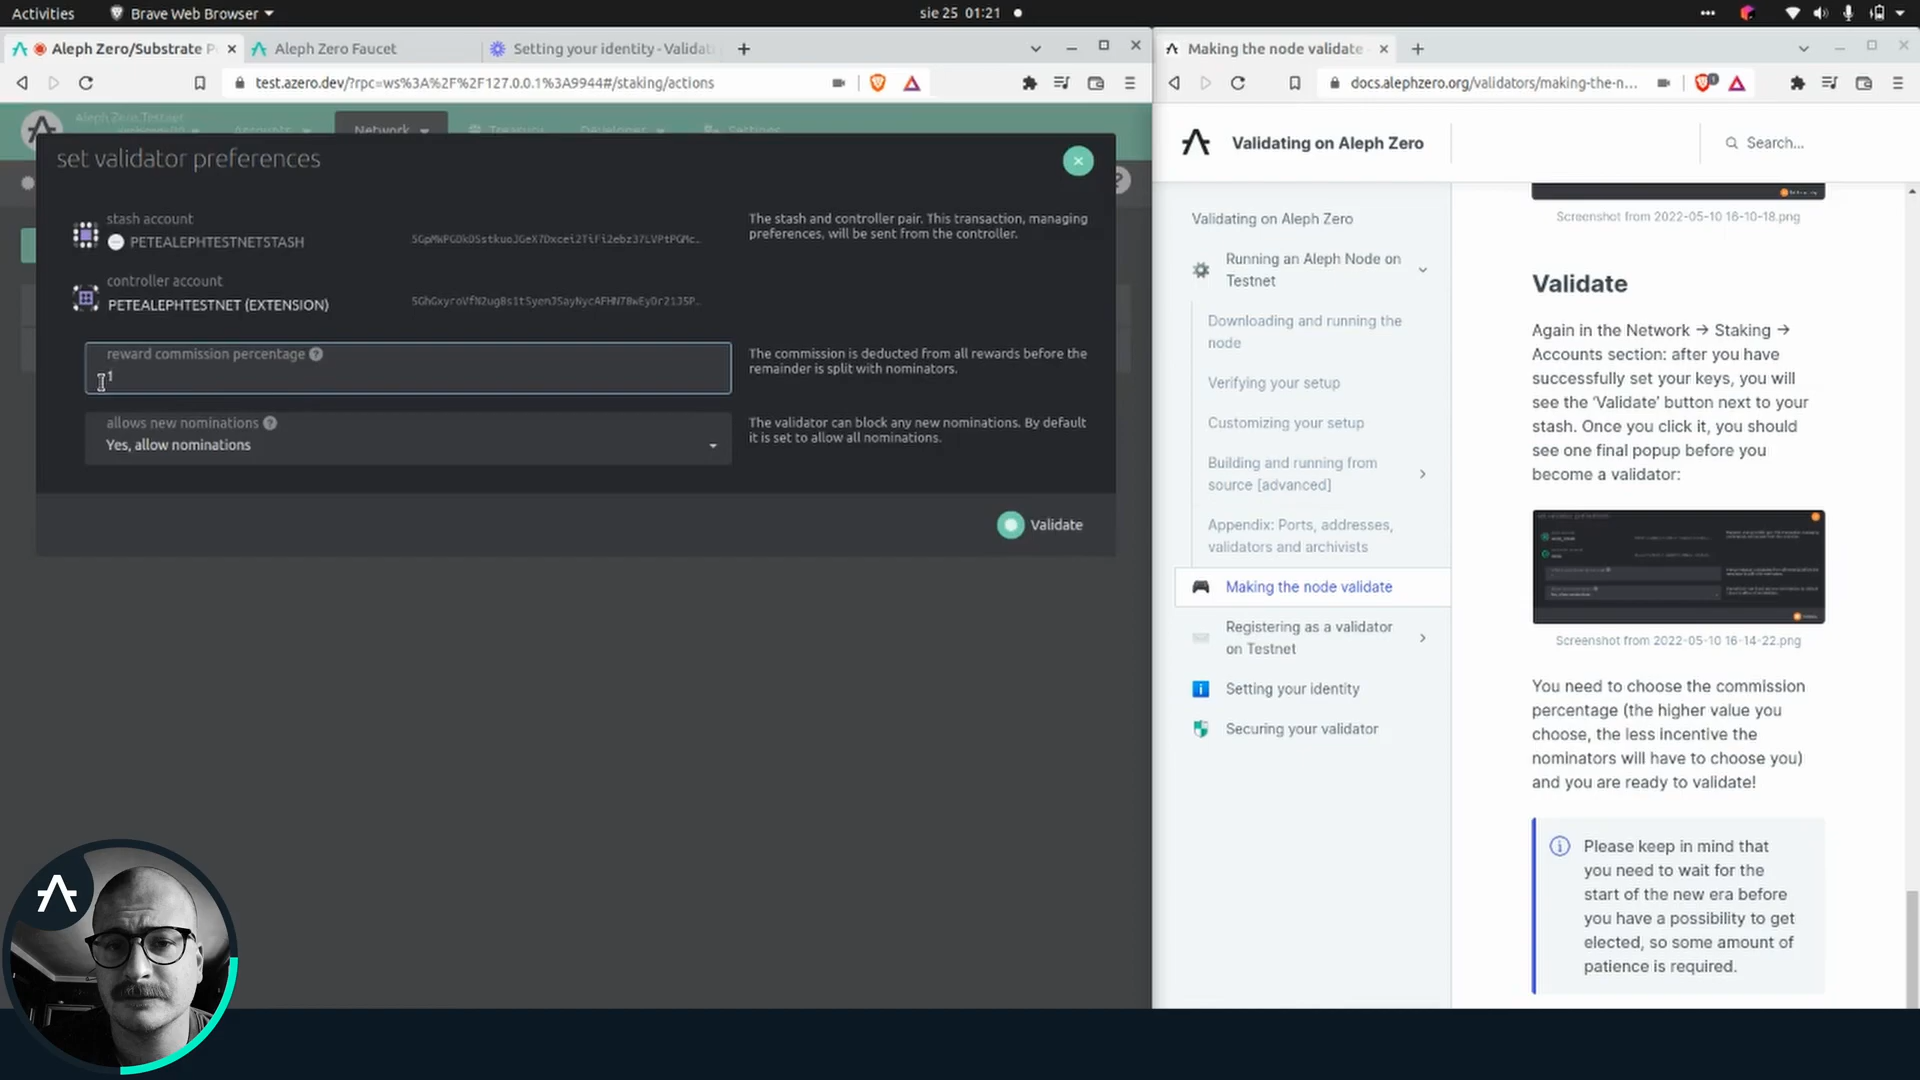 Activities
Brave Web Browser
sie 25 01:21
Aleph Zero/Substrate P
Aleph Zero Faucet
Setting your identity - Validat
test.azero.dev/?rpc=ws%3A%2F%2F127.0.0.1%3A9944#/staking/actions
Aleph Zero Testnet
Accounts
Network
Treasury
Developer
Settings
set validator preferences
stash account
PETEALEPHTESTNETSTASH
The stash and controller pair. This transaction, managing
preferences, will be sent from the controller.
controller account
PETEALEPHTESTNET (EXTENSION)
reward commission percentage
1
The commission is deducted from all rewards before the
remainder is split with nominators.
allows new nominations
Yes, allow nominations
The validator can block any new nominations. By default
it is set to allow all nominations.
Validate
Making the node validate
docs.alephzero.org/validators/making-the-n...
Validating on Aleph Zero
Search...
Validating on Aleph Zero
Running an Aleph Node on
Testnet
Downloading and running the
node
Verifying your setup
Customizing your setup
Building and running from
source [advanced]
Appendix: Ports, addresses,
validators and archivists
Making the node validate
Registering as a validator
on Testnet
Setting your identity
Securing your validator
Screenshot from 2022-05-10 16-10-18.png
Validate
Again in the Network → Staking →
Accounts section: after you have
successfully set your keys, you will
see the ‘Validate’ button next to your
stash. Once you click it, you should
see one final popup before you
become a validator:
Screenshot from 2022-05-10 16-14-22.png
You need to choose the commission
percentage (the higher value you
choose, the less incentive the
nominators will have to choose you)
and you are ready to validate!
Please keep in mind that
you need to wait for the
start of the new era before
you have a possibility to get
elected, so some amount of
patience is required.